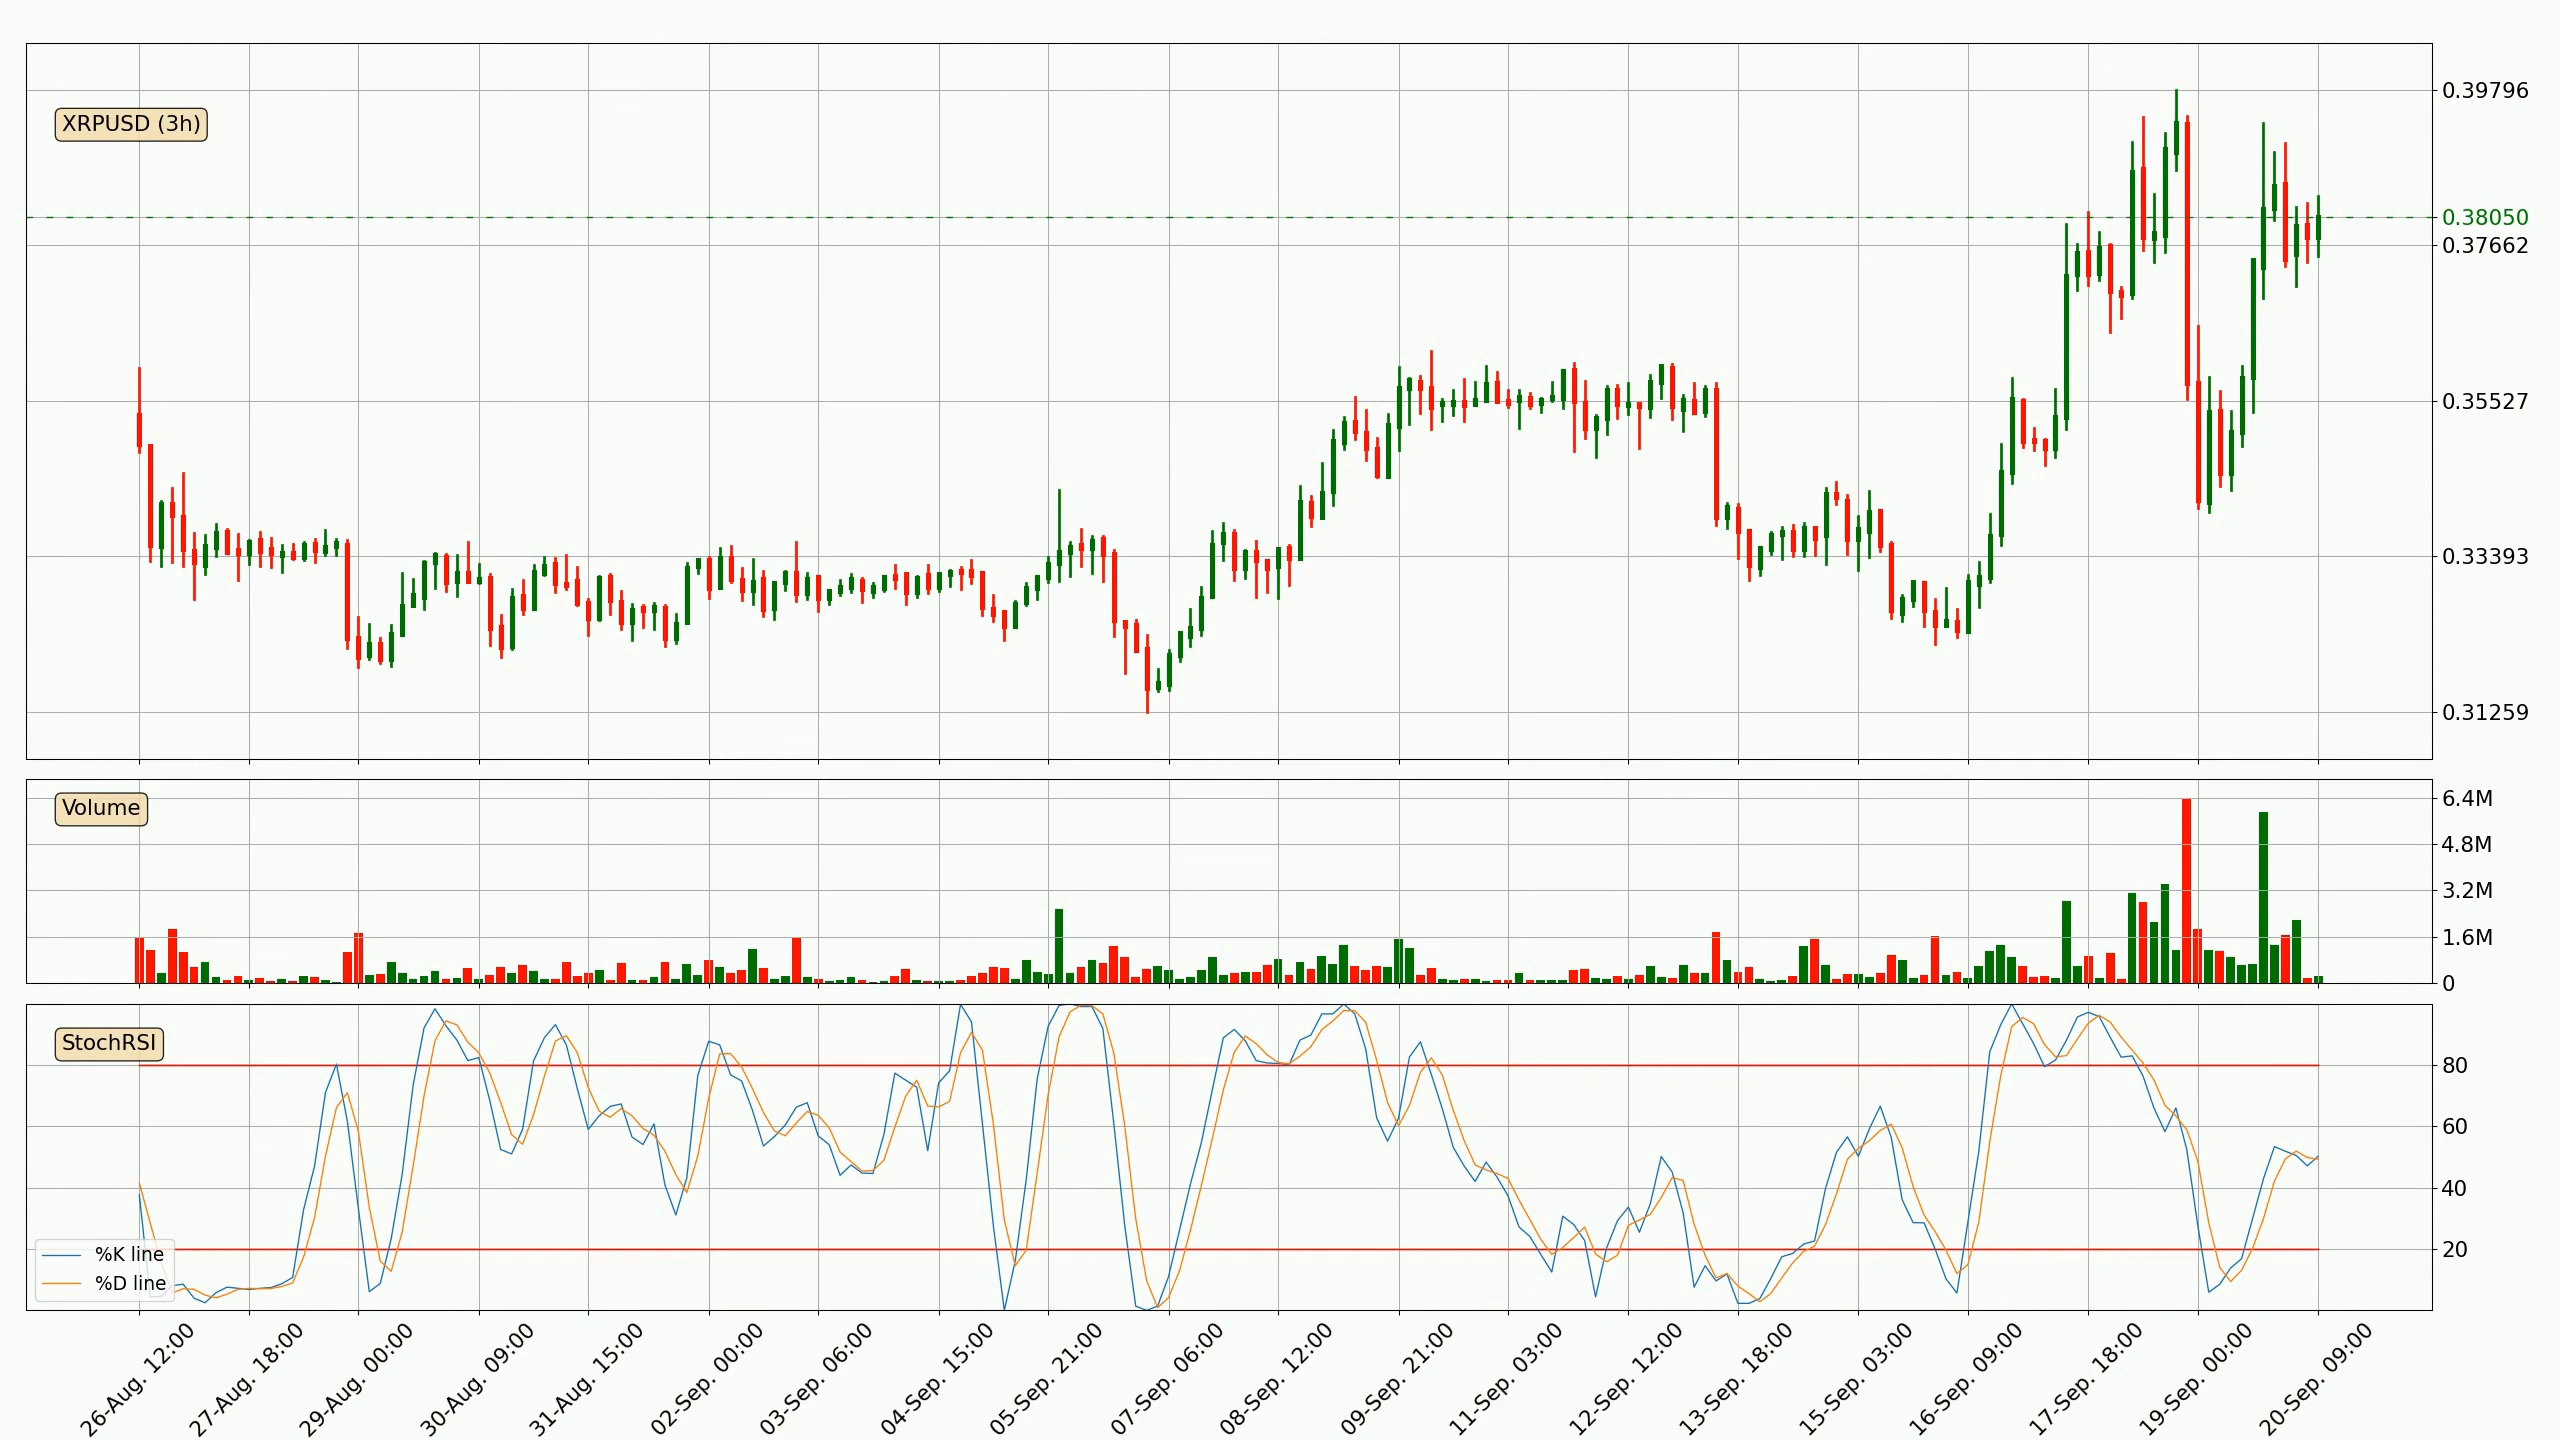 XRPUSD (3h)
0.39796
0.38050
0.37662
0.35527
0.33393
0.31259
Volume
6.4M
4.8M
3.2M
1.6M
0
StochRSI
80
60
40
20
%K line
%D line
26-Aug. 12:00
27-Aug. 18:00
29-Aug. 00:00
30-Aug. 09:00
31-Aug. 15:00
02-Sep. 00:00
03-Sep. 06:00
04-Sep. 15:00
05-Sep. 21:00
07-Sep. 06:00
08-Sep. 12:00
09-Sep. 21:00
11-Sep. 03:00
12-Sep. 12:00
13-Sep. 18:00
15-Sep. 03:00
16-Sep. 09:00
17-Sep. 18:00
19-Sep. 00:00
20-Sep. 09:00